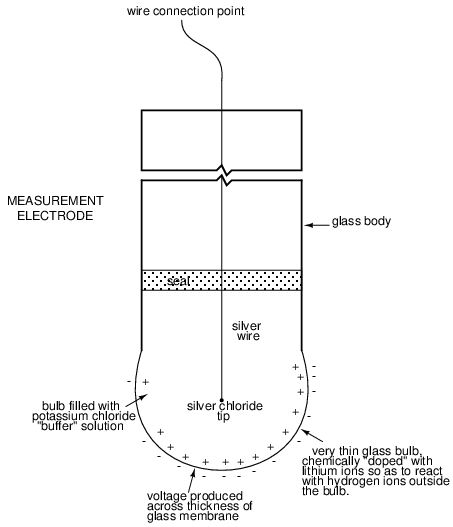 wire connection point
MEASUREMENT
ELECTRODE
glass body
seal
silver
wire
bulb filled with
potassium chloride
"buffer" solution
silver chloride
tip
very thin glass bulb,
chemically "doped" with
lithium ions so as to react
with hydrogen ions outside
the bulb.
voltage produced
across thickness of
glass membrane